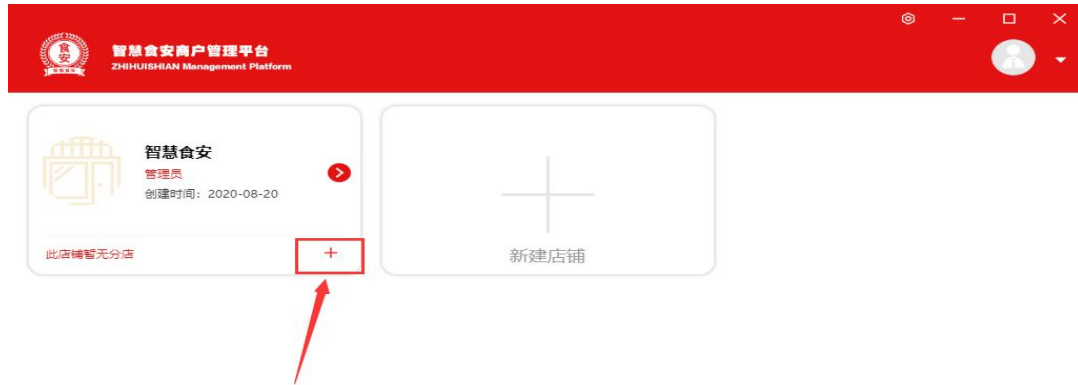 食安
智慧食安商户管理平台
ZHIHUISHIAN Management Platform
智慧食安
管理员
创建时间：2020-08-20
此店铺暂无分店
新建店铺